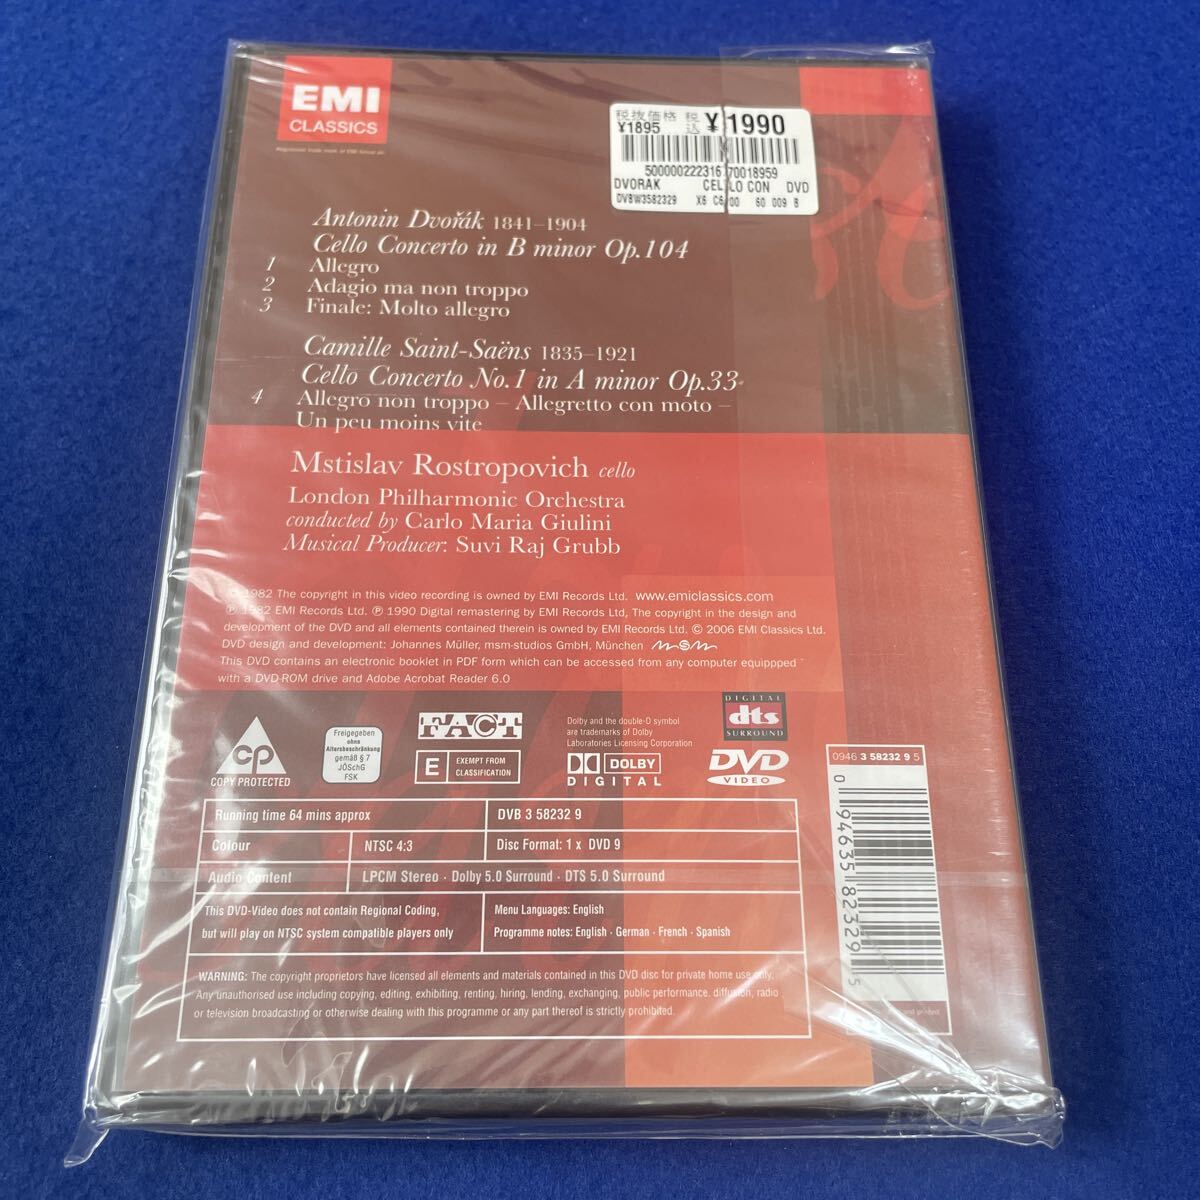 EMI
CLASSICS
税抜価格 税
¥1895 込 ¥1990
500000222316 70018959
DVORAK CELLO CON DVD
DVBW3582329 X6 C6 00 60 009 8
Antonin Dvořák 1841–1904
Cello Concerto in B minor Op.104
1 Allegro
2 Adagio ma non troppo
3 Finale: Molto allegro
Camille Saint-Saëns 1835–1921
Cello Concerto No.1 in A minor Op.33
4 Allegro non troppo – Allegretto con moto –
Un peu moins vite
Mstislav Rostropovich cello
London Philharmonic Orchestra
conducted by Carlo Maria Giulini
Musical Producer: Suvi Raj Grubb
© 1982 The copyright in this video recording is owned by EMI Records Ltd. www.emiclassics.com
℗ 1982 EMI Records Ltd. ℗ 1990 Digital remastering by EMI Records Ltd, The copyright in the design and
development of the DVD and all elements contained therein is owned by EMI Records Ltd. © 2006 EMI Classics Ltd.
DVD design and development: Johannes Müller, msm-studios GmbH, München msm
This DVD contains an electronic booklet in PDF form which can be accessed from any computer equippped
with a DVD-ROM drive and Adobe Acrobat Reader 6.0
CP
COPY PROTECTED
Freigegeben
ohne
Altersbeschränkung
gemäß § 7
JÖSchG
FSK
FACT
E EXEMPT FROM
CLASSIFICATION
Dolby and the double-D symbol
are trademarks of Dolby
Laboratories Licensing Corporation
DOLBY
DIGITAL
DIGITAL
dts
SURROUND
DVD
VIDEO
0946 3 58232 9 5
0 94635 82329 5
Running time 64 mins approx
DVB 3 58232 9
Colour
NTSC 4:3
Disc Format: 1 x DVD 9
Audio Content
LPCM Stereo · Dolby 5.0 Surround · DTS 5.0 Surround
This DVD-Video does not contain Regional Coding,
but will play on NTSC system compatible players only
Menu Languages: English
Programme notes: English · German · French · Spanish
WARNING: The copyright proprietors have licensed all elements and materials contained in this DVD disc for private home use only.
Any unauthorised use including copying, editing, exhibiting, renting, hiring, lending, exchanging, public performance, diffusion, radio
or television broadcasting or otherwise dealing with this programme or any part thereof is strictly prohibited.